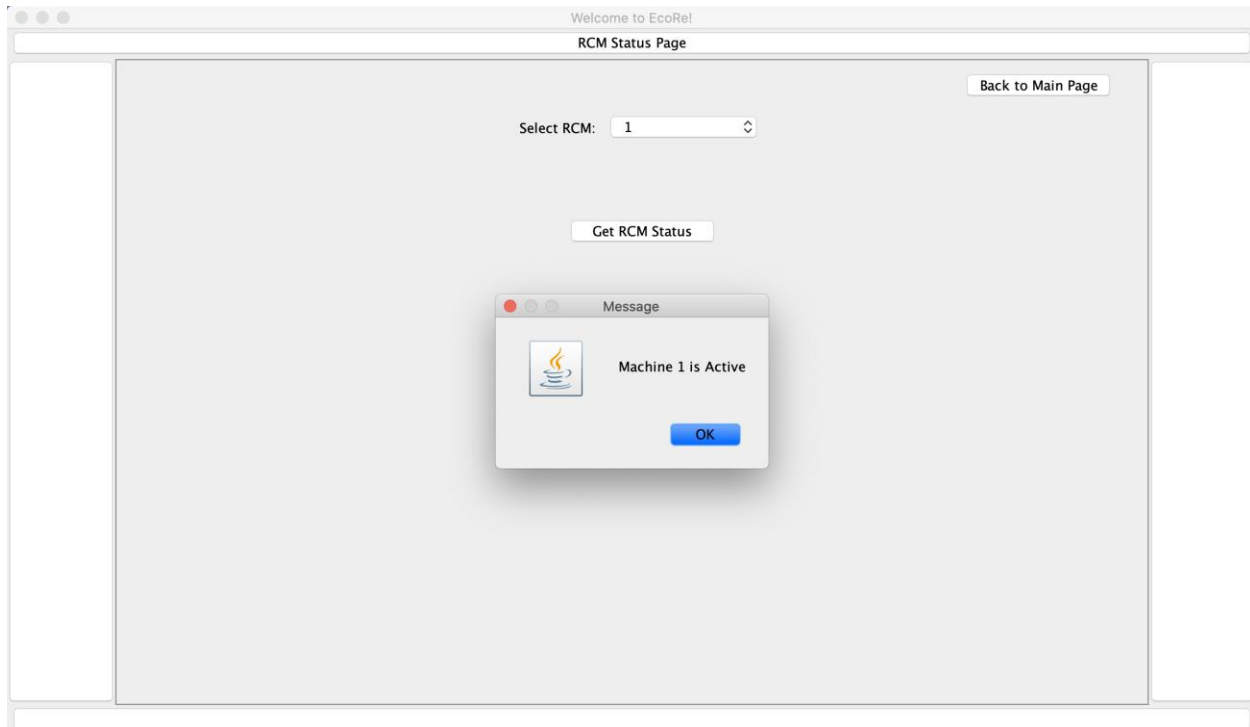 Welcome to EcoRe!
RCM Status Page
Back to Main Page
Select RCM: 1
Get RCM Status
Message
Machine 1 is Active
OK